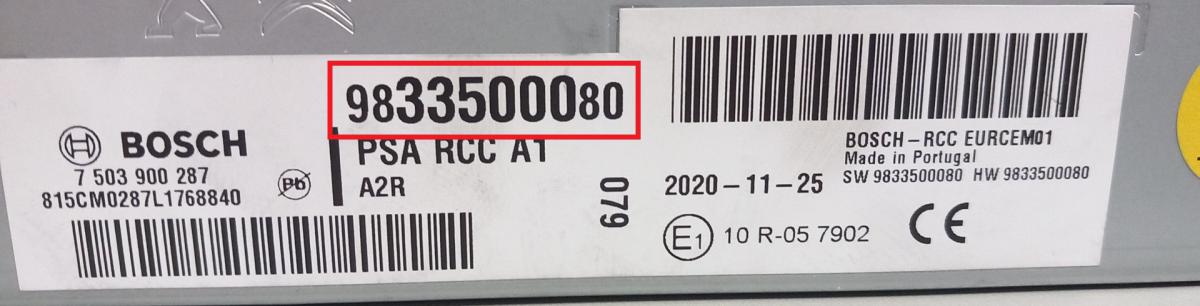 9833500080
BOSCH
PSA RCC A1
7 503 900 287
Pb
A2R
815CM0287L1768840
079
BOSCH-RCC EURCEM01
Made in Portugal
2020-11-25
SW 9833500080 HW 9833500080
E1
10 R-05 7902
CE